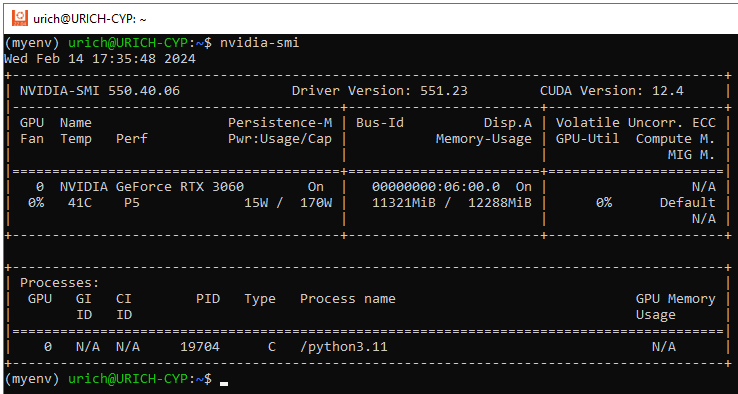 urich@URICH-CYP: ~
(myenv) urich@URICH-CYP:~$ nvidia-smi
Wed Feb 14 17:35:48 2024
+-----------------------------------------------------------------------------------------+
| NVIDIA-SMI 550.40.06              Driver Version: 551.23         CUDA Version: 12.4     |
|-----------------------------------------+------------------------+----------------------+
| GPU  Name                 Persistence-M | Bus-Id          Disp.A | Volatile Uncorr. ECC |
| Fan  Temp   Perf          Pwr:Usage/Cap |           Memory-Usage | GPU-Util  Compute M. |
|                                         |                        |               MIG M. |
|=========================================+========================+======================|
|   0  NVIDIA GeForce RTX 3060        On  |   00000000:06:00.0  On |                  N/A |
|  0%   41C    P5              15W /  170W |   11321MiB /  12288MiB |      0%      Default |
|                                         |                        |                  N/A |
+-----------------------------------------+------------------------+----------------------+
+-----------------------------------------------------------------------------------------+
| Processes:                                                                              |
|  GPU   GI   CI        PID   Type   Process name                              GPU Memory |
|        ID   ID                                                               Usage      |
|=========================================================================================|
|    0   N/A  N/A     19704      C   /python3.11                                 N/A      |
+-----------------------------------------------------------------------------------------+
(myenv) urich@URICH-CYP:~$